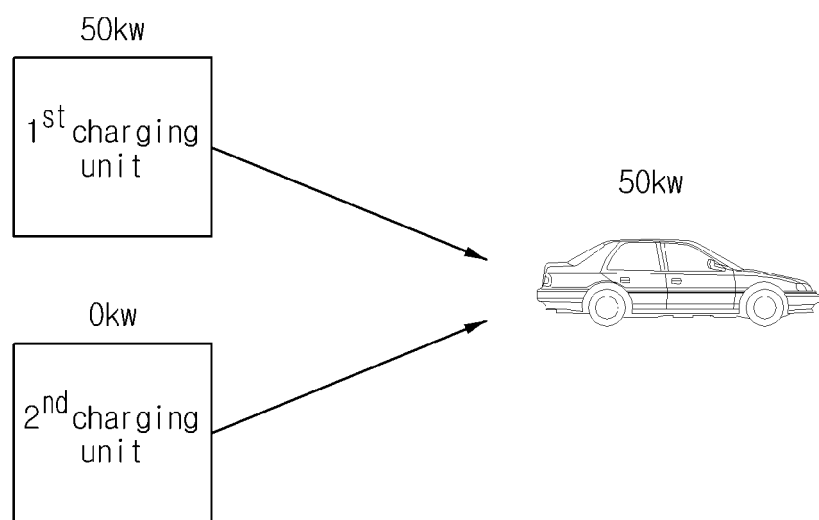 50kw
1st charging
unit
50kw
0kw
2nd charging
unit